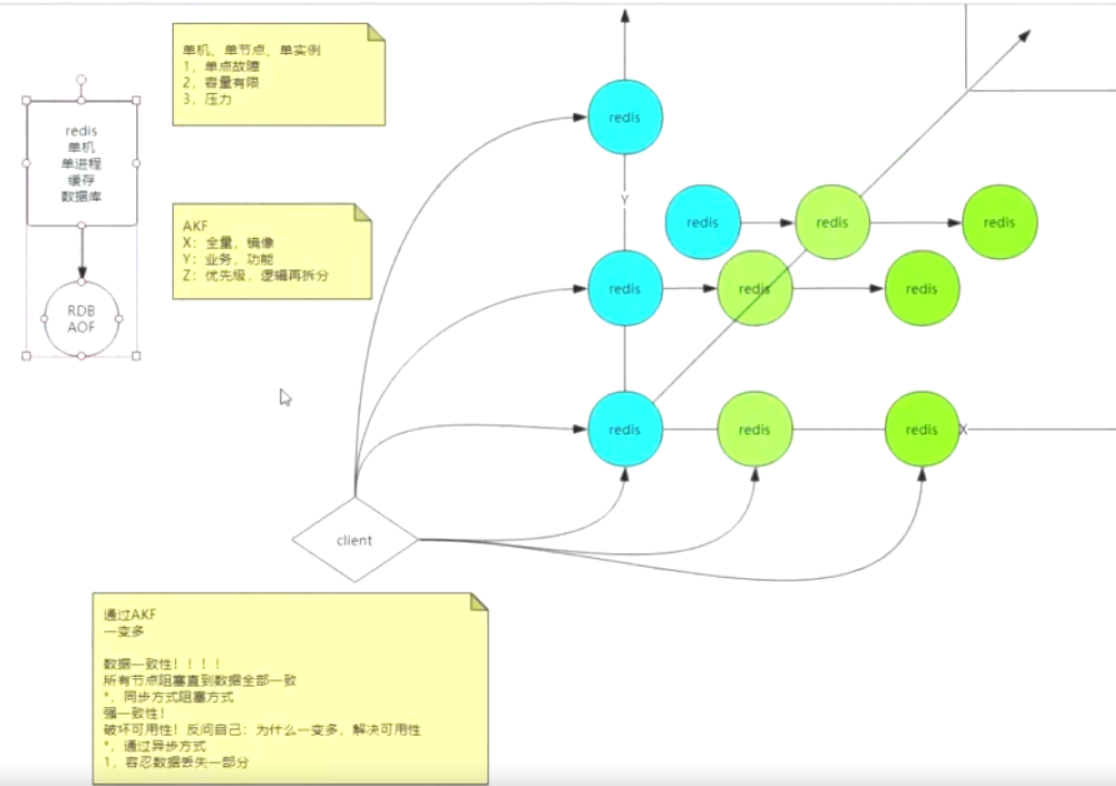 单机、单节点、单实例
1，单点故障
2，容量有限
3，压力
redis
单机
单进程
缓存
数据库
RDB
AOF
AKF
X：全量，镜像
Y：业务，功能
Z：优先级，逻辑再拆分
redis
Y
redis
redis
redis
redis
redis
redis
redis
redis
redis
X
client
通过AKF
一变多
数据一致性！！！！
所有节点阻塞直到数据全部一致
*，同步方式阻塞方式
强一致性！
破坏可用性！反问自己：为什么一变多，解决可用性
*，通过异步方式
1，容忍数据丢失一部分